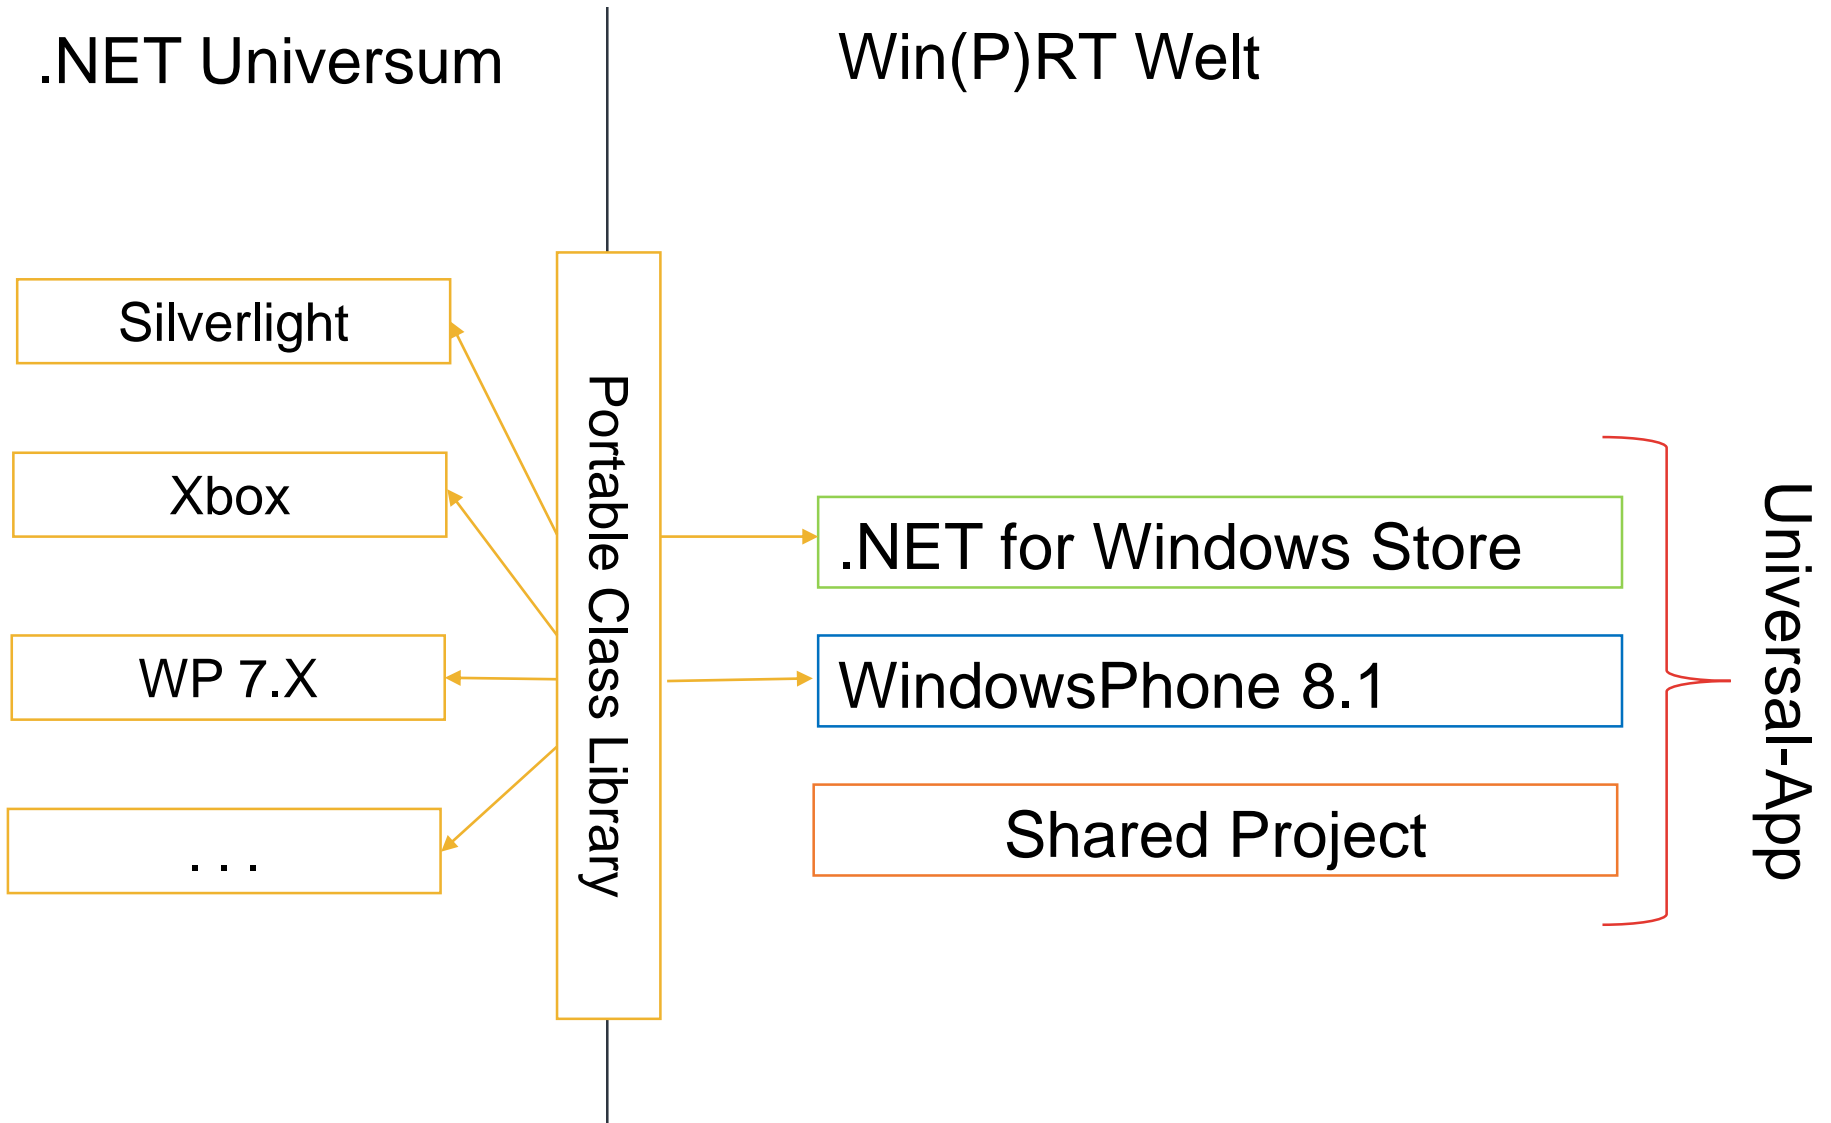 .NET Universum
Win(P)RT Welt
Silverlight
Xbox
WP 7.X
. . .
Portable Class Library
.NET for Windows Store
WindowsPhone 8.1
Shared Project
Universal-App